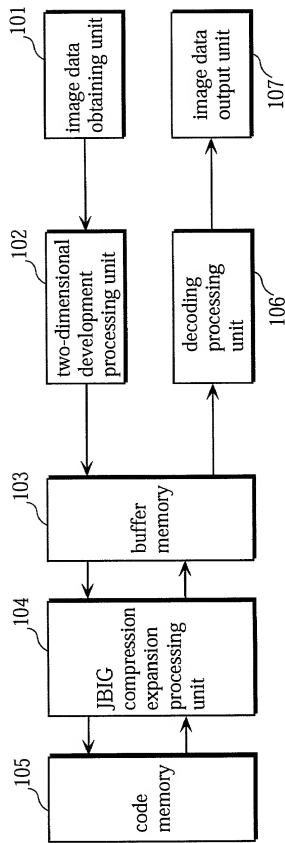 101
image data
obtaining unit
102
two-dimensional
development
processing unit
103
buffer
memory
104
JBIG
compression
expansion
processing
unit
105
code
memory
106
decoding
processing
unit
107
image data
output unit